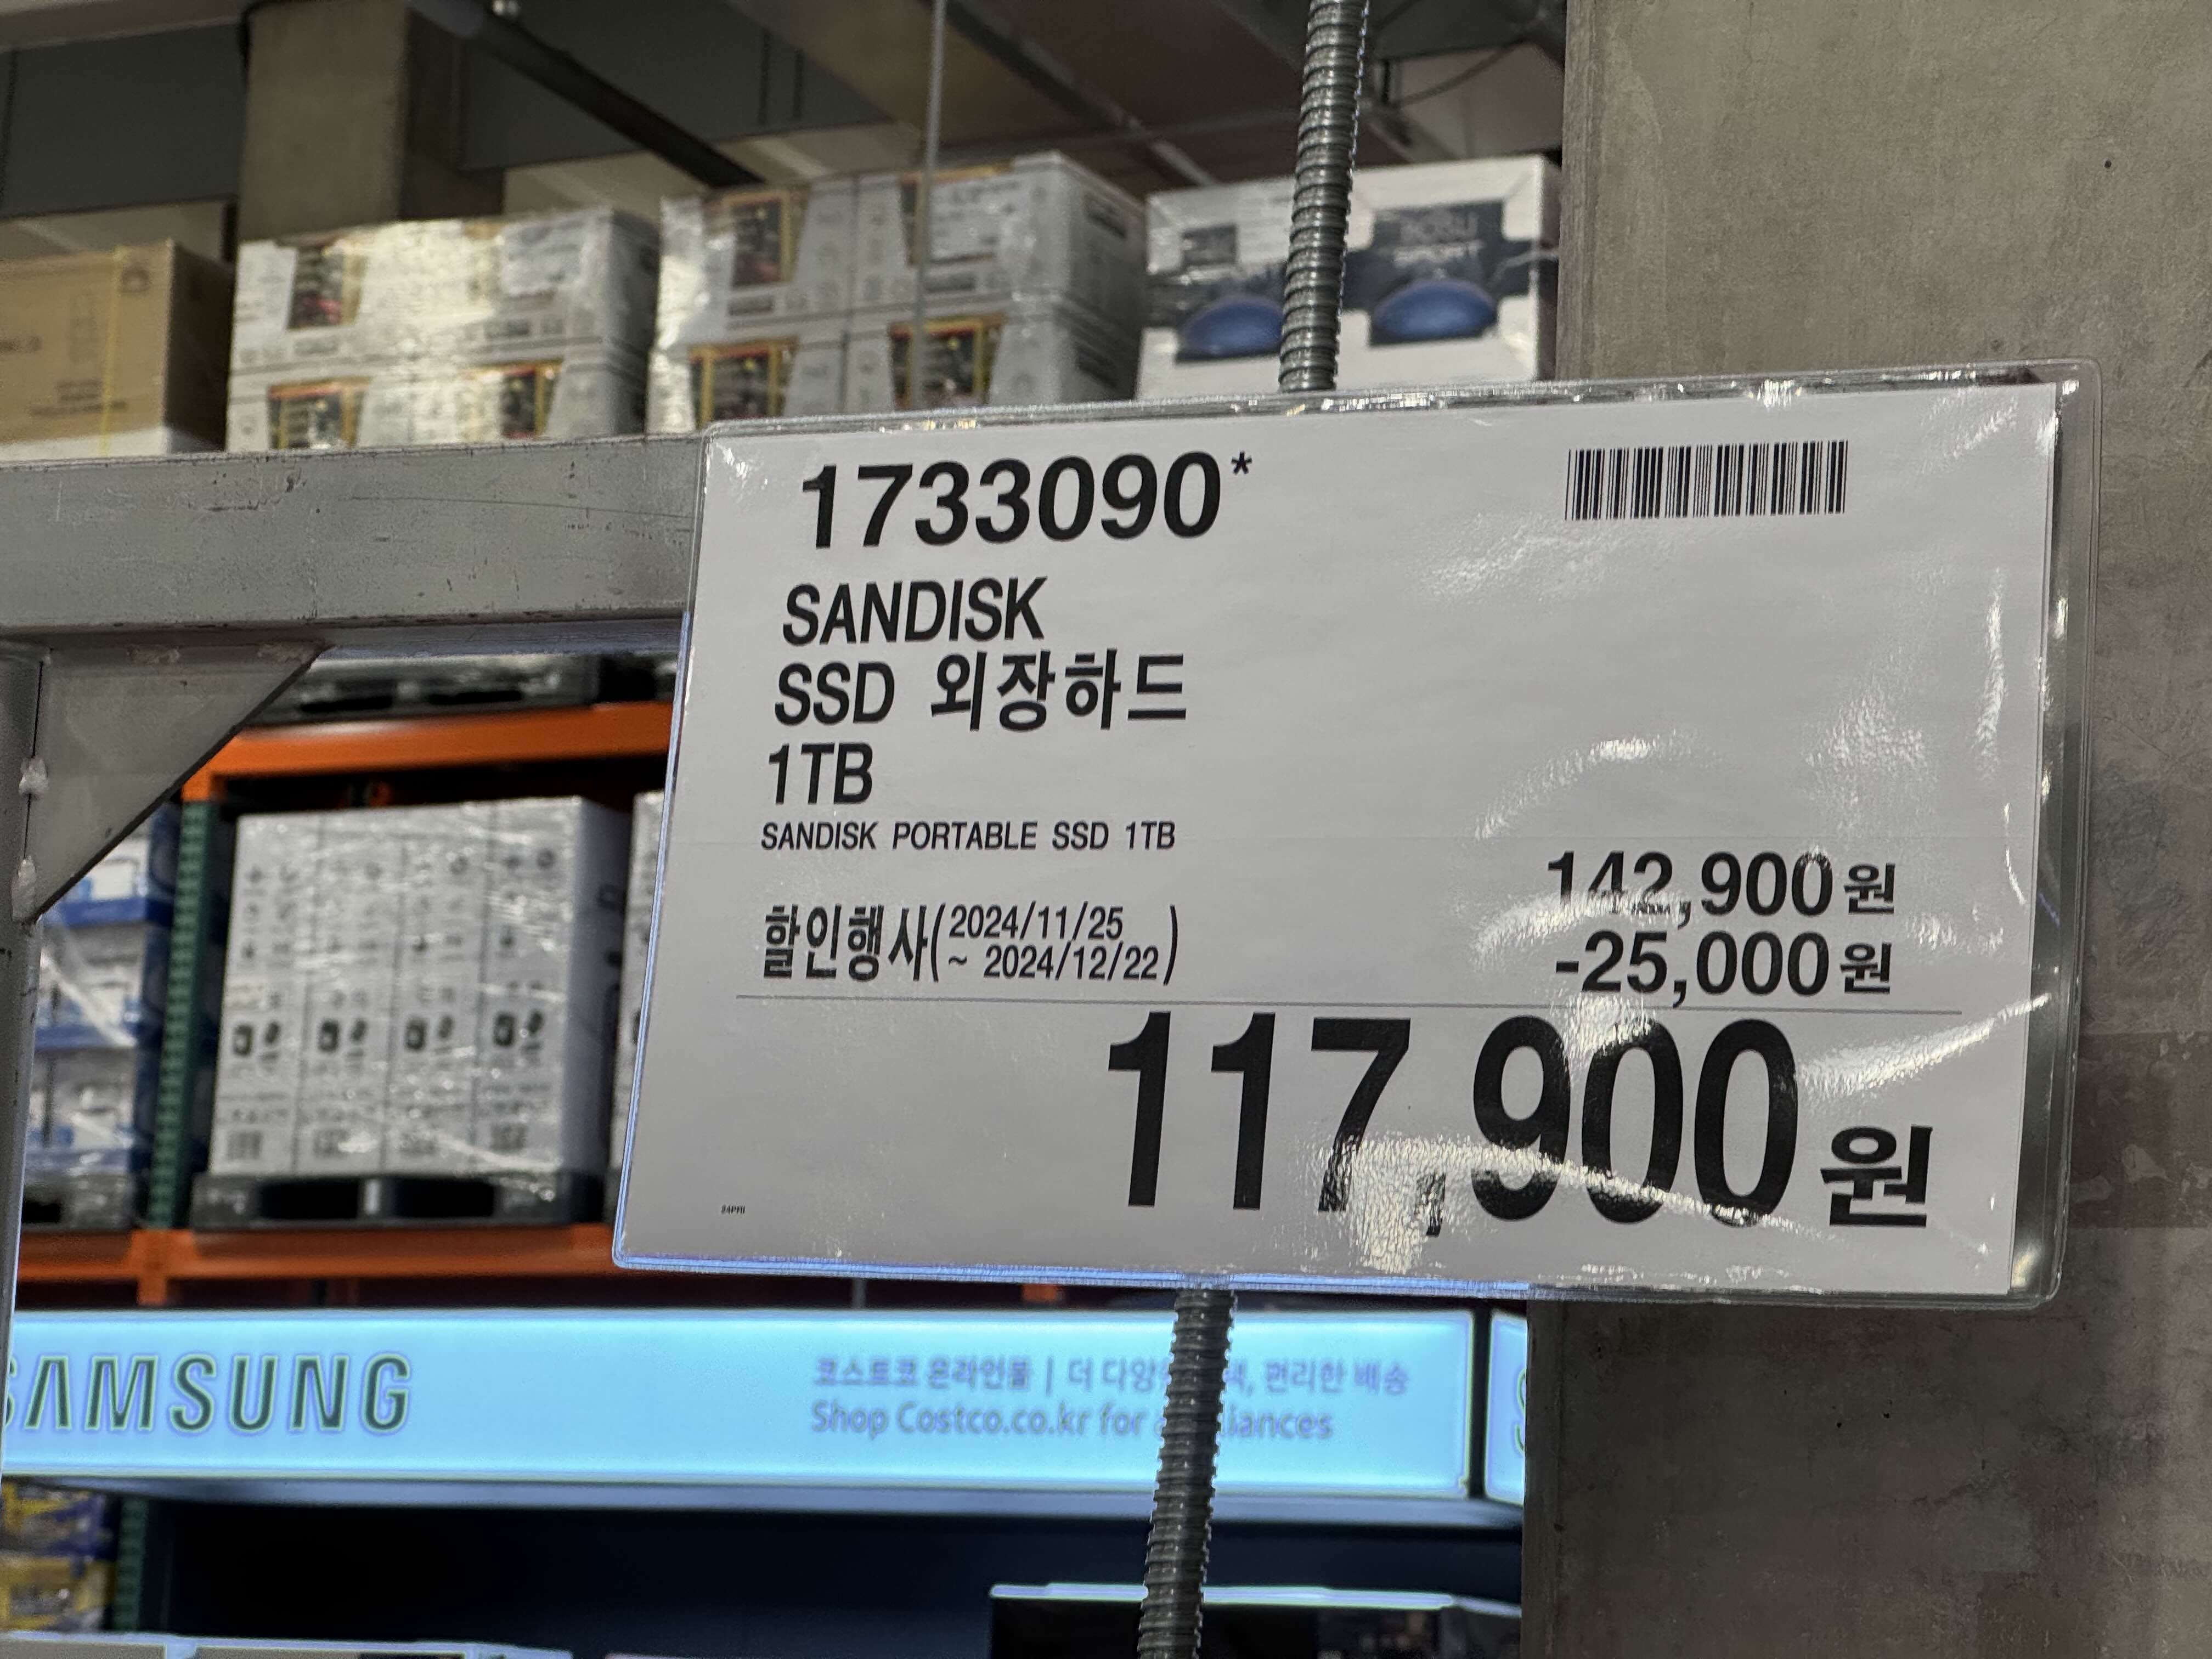 1733090*
SANDISK
SSD 외장하드
1TB
SANDISK PORTABLE SSD 1TB
142,900원
할인행사(2024/11/25
~ 2024/12/22)
-25,000원
117,900원
SAMSUNG
코스트코 온라인몰 | 더 편리한 배송
Shop Costco.co.kr for